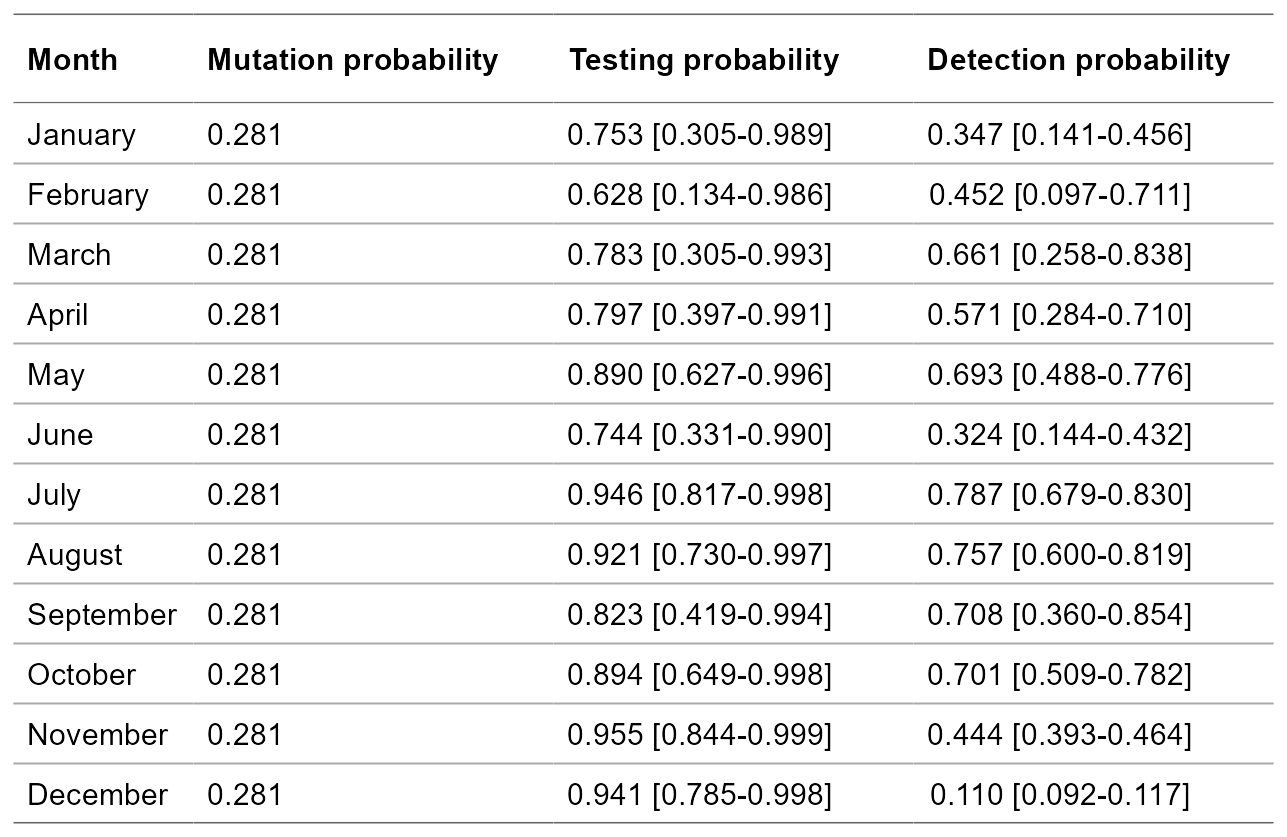 Month Mutation probability Testing probability Detection probability
January 0.281 0.753 [0.305-0.989] 0.347 [0.141-0.456]
February 0.281 0.628 [0.134-0.986] 0.452 [0.097-0.711]
March 0.281 0.783 [0.305-0.993] 0.661 [0.258-0.838]
April 0.281 0.797 [0.397-0.991] 0.571 [0.284-0.710]
May 0.281 0.890 [0.627-0.996] 0.693 [0.488-0.776]
June 0.281 0.744 [0.331-0.990] 0.324 [0.144-0.432]
July 0.281 0.946 [0.817-0.998] 0.787 [0.679-0.830]
August 0.281 0.921 [0.730-0.997] 0.757 [0.600-0.819]
September 0.281 0.823 [0.419-0.994] 0.708 [0.360-0.854]
October 0.281 0.894 [0.649-0.998] 0.701 [0.509-0.782]
November 0.281 0.955 [0.844-0.999] 0.444 [0.393-0.464]
December 0.281 0.941 [0.785-0.998] 0.110 [0.092-0.117]